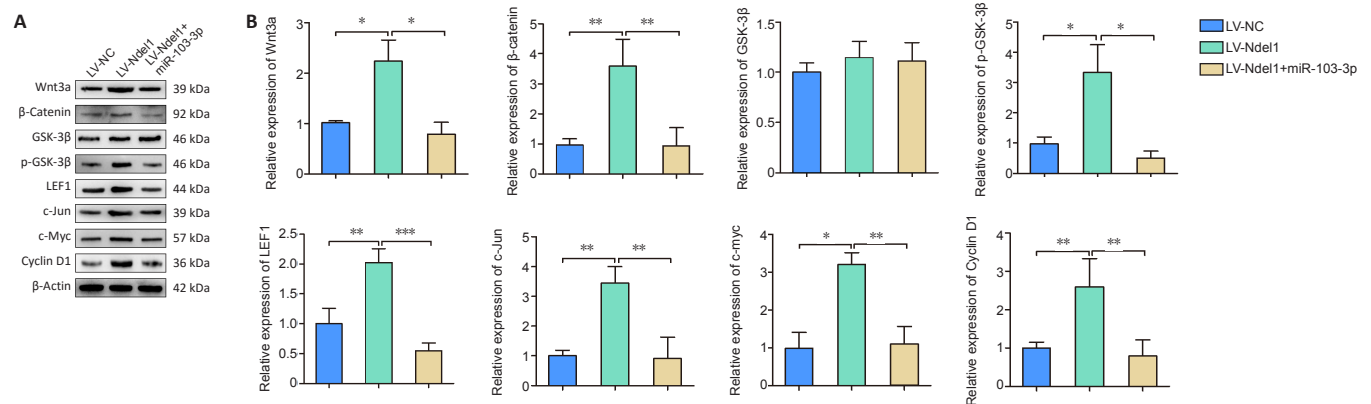 A
LV-NC
LV-Ndel1
LV-Ndel1+
miR-103-3p
Wnt3a 39 kDa
β-Catenin 92 kDa
GSK-3β 46 kDa
p-GSK-3β 46 kDa
LEF1 44 kDa
c-Jun 39 kDa
c-Myc 57 kDa
Cyclin D1 36 kDa
β-Actin 42 kDa
B
Relative expression of Wnt3a
3
2
1
0
* *
Relative expression of β-catenin
5
4
3
2
1
0
** **
Relative expression of GSK-3β
1.5
1.0
0.5
0.0
Relative expression of p-GSK-3β
5
4
3
2
1
0
* *
LV-NC
LV-Ndel1
LV-Ndel1+miR-103-3p
Relative expression of LEF1
2.5
2.0
1.5
1.0
0.5
0.0
** ***
Relative expression of c-Jun
5
4
3
2
1
0
** **
Relative expression of c-myc
4
3
2
1
0
* **
Relative expression of Cyclin D1
4
3
2
1
0
** **